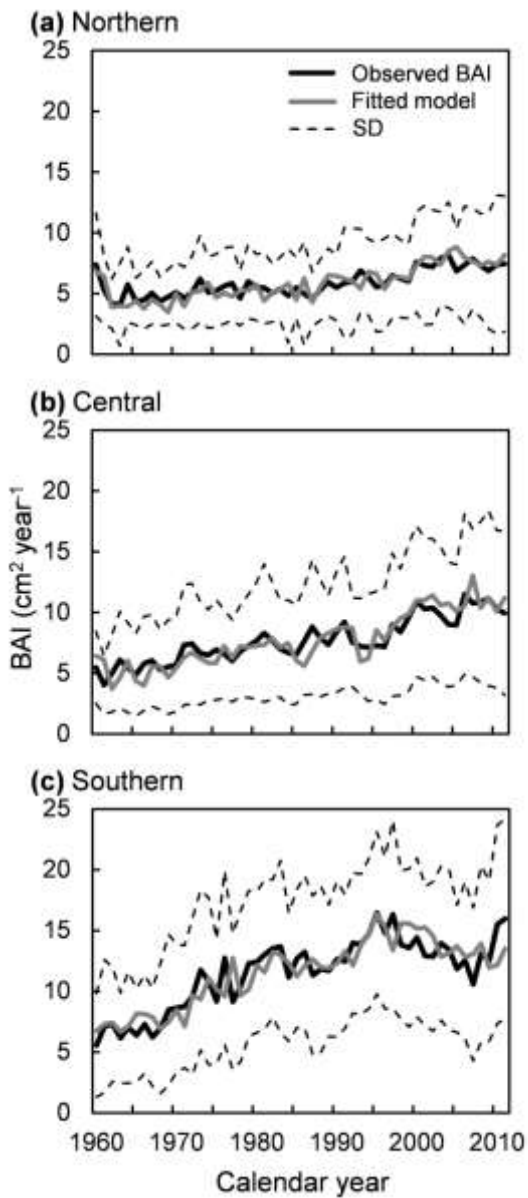 (a) Northern
25
20
15
10
5
0
Observed BAI
Fitted model
SD
(b) Central
25
20
15
10
5
0
BAI (cm² year⁻¹)
(c) Southern
25
20
15
10
5
0
1960 1970 1980 1990 2000 2010
Calendar year